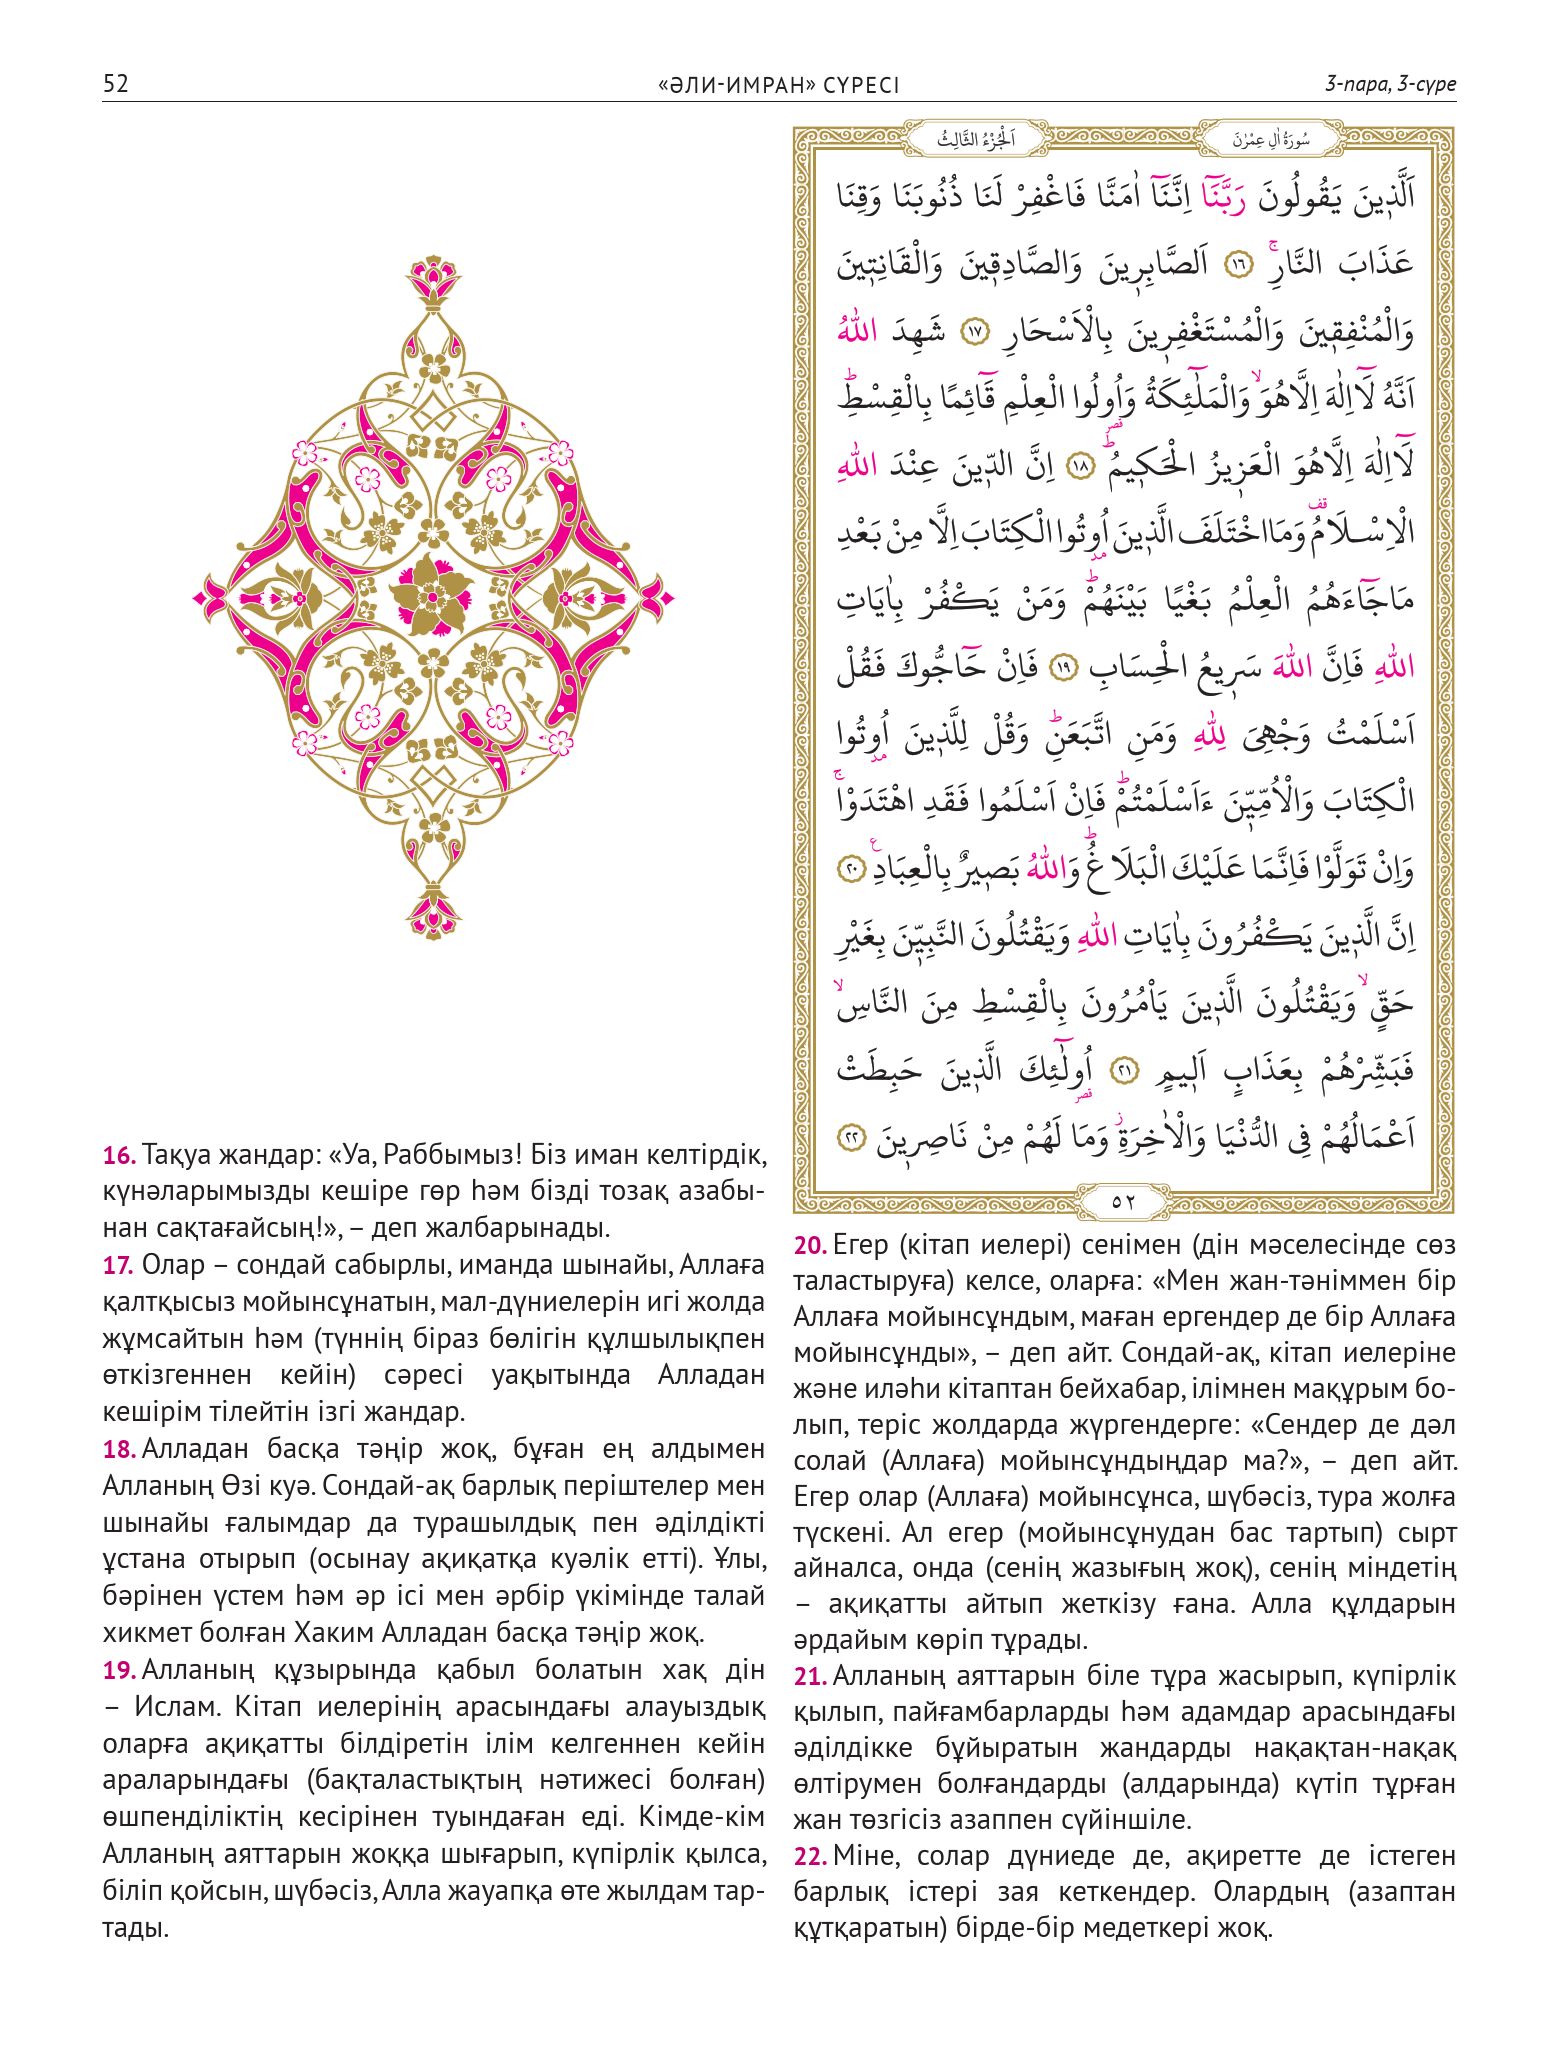 52
«ӘЛИ-ИМРАН» СҮРЕСІ
3-пара, 3-сүре
اَلْجُزْءُ الثَّالِثُ
سُورَةُ اٰلِ عِمْرٰنَ
اَلَّذ۪ينَ يَقُولُونَ رَبَّنَٓا اِنَّنَٓا اٰمَنَّا فَاغْفِرْ لَنَا ذُنُوبَنَا وَقِنَا
عَذَابَ النَّارِۚ ﴿١٦﴾ اَلصَّابِر۪ينَ وَالصَّادِق۪ينَ وَالْقَانِت۪ينَ
وَالْمُنْفِق۪ينَ وَالْمُسْتَغْفِر۪ينَ بِالْاَسْحَارِ ﴿١٧﴾ شَهِدَ اللّٰهُ
اَنَّهُ لَٓا اِلٰهَ اِلَّا هُوَۙ وَالْمَلٰٓئِكَةُ وَاُولُوا الْعِلْمِ قَٓائِمًا بِالْقِسْطِۜ
لَٓا اِلٰهَ اِلَّا هُوَ الْعَز۪يزُ الْحَك۪يمُۜ ﴿١٨﴾ اِنَّ الدّ۪ينَ عِنْدَ اللّٰهِ
الْاِسْلَامُ وَمَا اخْتَلَفَ الَّذ۪ينَ اُوتُوا الْكِتَابَ اِلَّا مِنْ بَعْدِ
مَا جَٓاءَهُمُ الْعِلْمُ بَغْيًا بَيْنَهُمْۜ وَمَنْ يَكْفُرْ بِاٰيَاتِ
اللّٰهِ فَاِنَّ اللّٰهَ سَر۪يعُ الْحِسَابِ ﴿١٩﴾ فَاِنْ حَٓاجُّوكَ فَقُلْ
اَسْلَمْتُ وَجْهِيَ لِلّٰهِ وَمَنِ اتَّبَعَنِۜ وَقُلْ لِلَّذ۪ينَ اُوتُوا
الْكِتَابَ وَالْاُمِّيّ۪نَ ءَاَسْلَمْتُمْۜ فَاِنْ اَسْلَمُوا فَقَدِ اهْتَدَوْاۚ
وَاِنْ تَوَلَّوْا فَاِنَّمَا عَلَيْكَ الْبَلَاغُۜ وَاللّٰهُ بَص۪يرٌ بِالْعِبَادِ ﴿٢٠﴾
اِنَّ الَّذ۪ينَ يَكْفُرُونَ بِاٰيَاتِ اللّٰهِ وَيَقْتُلُونَ النَّبِيّ۪نَ بِغَيْرِ
حَقٍّۙ وَيَقْتُلُونَ الَّذ۪ينَ يَاْمُرُونَ بِالْقِسْطِ مِنَ النَّاسِۙ
فَبَشِّرْهُمْ بِعَذَابٍ اَل۪يمٍ ﴿٢١﴾ اُولٰٓئِكَ الَّذ۪ينَ حَبِطَتْ
اَعْمَالُهُمْ فِي الدُّنْيَا وَالْاٰخِرَةِۘ وَمَا لَهُمْ مِنْ نَاصِر۪ينَ ﴿٢٢﴾
٥٢
16. Тақуа жандар: «Уа, Раббымыз! Біз иман келтірдік,
күнәларымызды кешіре гөр һәм бізді тозақ азабы-
нан сақтағайсың!», – деп жалбарынады.
17. Олар – сондай сабырлы, иманда шынайы, Аллаға
қалтқысыз мойынсұнатын, мал-дүниелерін игі жолда
жұмсайтын һәм (түннің біраз бөлігін құлшылықпен
өткізгеннен кейін) сәресі уақытында Алладан
кешірім тілейтін ізгі жандар.
18. Алладан басқа тәңір жоқ, бұған ең алдымен
Алланың Өзі куә. Сондай-ақ барлық періштелер мен
шынайы ғалымдар да турашылдық пен әділдікті
ұстана отырып (осынау ақиқатқа куәлік етті). Ұлы,
бәрінен үстем һәм әр ісі мен әрбір үкімінде талай
хикмет болған Хаким Алладан басқа тәңір жоқ.
19. Алланың құзырында қабыл болатын хақ дін
– Ислам. Кітап иелерінің арасындағы алауыздық
оларға ақиқатты білдіретін ілім келгеннен кейін
араларындағы (бақталастықтың нәтижесі болған)
өшпенділіктің кесірінен туындаған еді. Кімде-кім
Алланың аяттарын жоққа шығарып, күпірлік қылса,
біліп қойсын, шүбәсіз, Алла жауапқа өте жылдам тар-
тады.
20. Егер (кітап иелері) сенімен (дін мәселесінде сөз
таластыруға) келсе, оларға: «Мен жан-тәніммен бір
Аллаға мойынсұндым, маған ергендер де бір Аллаға
мойынсұнды», – деп айт. Сондай-ақ, кітап иелеріне
және иләһи кітаптан бейхабар, ілімнен мақұрым бо-
лып, теріс жолдарда жүргендерге: «Сендер де дәл
солай (Аллаға) мойынсұндыңдар ма?», – деп айт.
Егер олар (Аллаға) мойынсұнса, шүбәсіз, тура жолға
түскені. Ал егер (мойынсұнудан бас тартып) сырт
айналса, онда (сенің жазығың жоқ), сенің міндетің
– ақиқатты айтып жеткізу ғана. Алла құлдарын
әрдайым көріп тұрады.
21. Алланың аяттарын біле тұра жасырып, күпірлік
қылып, пайғамбарларды һәм адамдар арасындағы
әділдікке бұйыратын жандарды нақақтан-нақақ
өлтірумен болғандарды (алдарында) күтіп тұрған
жан төзгісіз азаппен сүйіншіле.
22. Міне, солар дүниеде де, ақиретте де істеген
барлық істері зая кеткендер. Олардың (азаптан
құтқаратын) бірде-бір медеткері жоқ.